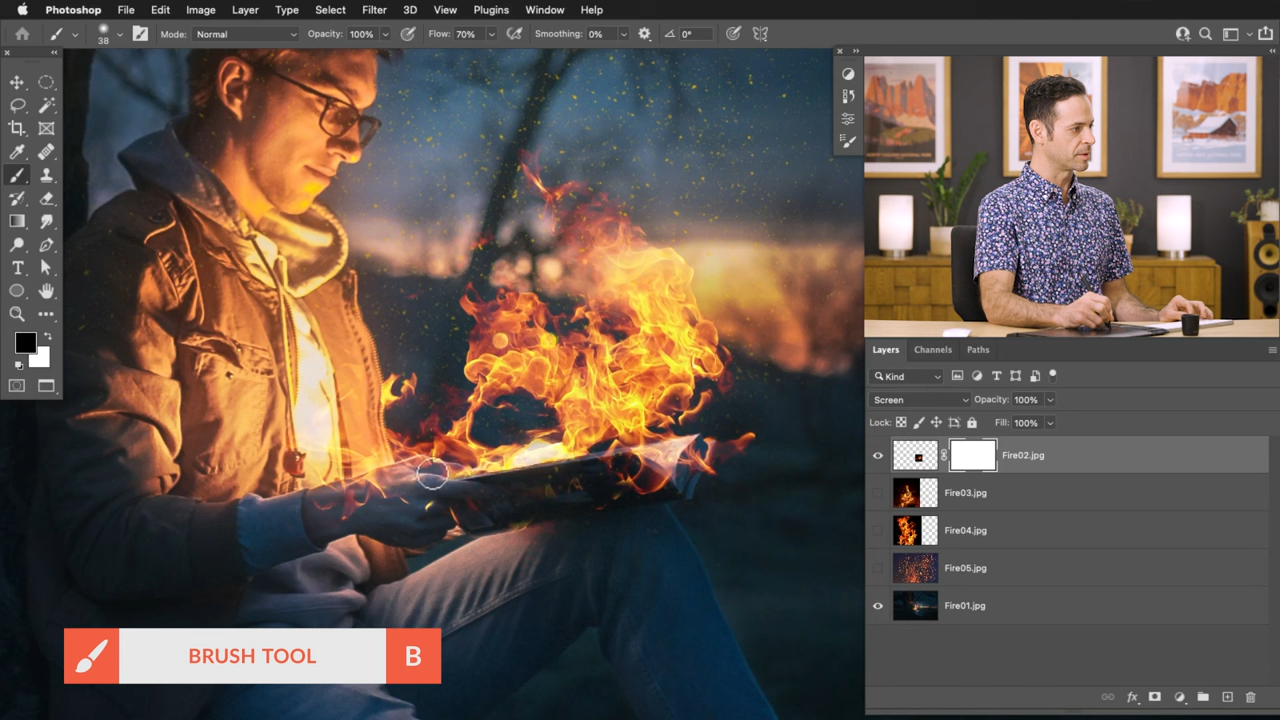 Photoshop File Edit Image Layer Type Select Filter 3D View Plugins Window Help
38 Mode: Normal Opacity: 100% Flow: 70% Smoothing: 0% 0°
Layers Channels Paths
Kind
Screen Opacity: 100%
Lock: Fill: 100%
Fire02.jpg
Fire03.jpg
Fire04.jpg
Fire05.jpg
Fire01.jpg
fx
BRUSH TOOL B